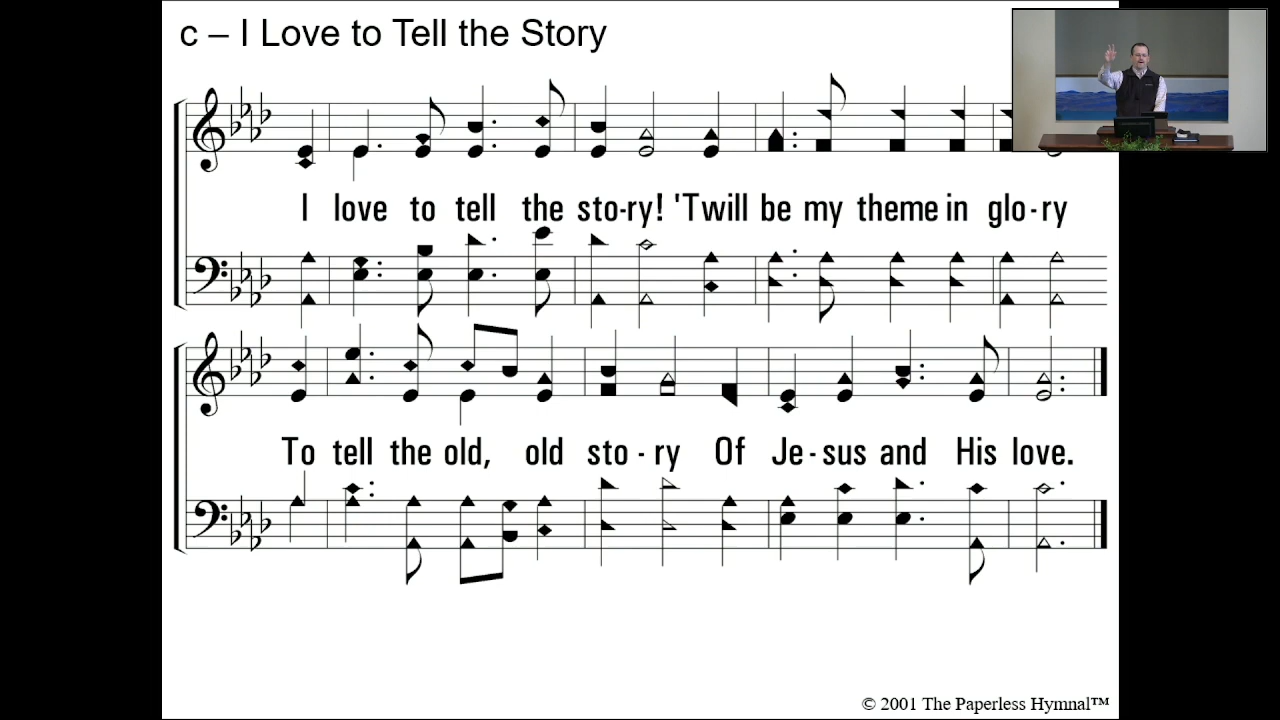 c – I Love to Tell the Story
I love to tell the sto-ry! 'Twill be my theme in glo-ry
To tell the old, old sto-ry Of Je-sus and His love.
© 2001 The Paperless Hymnal™